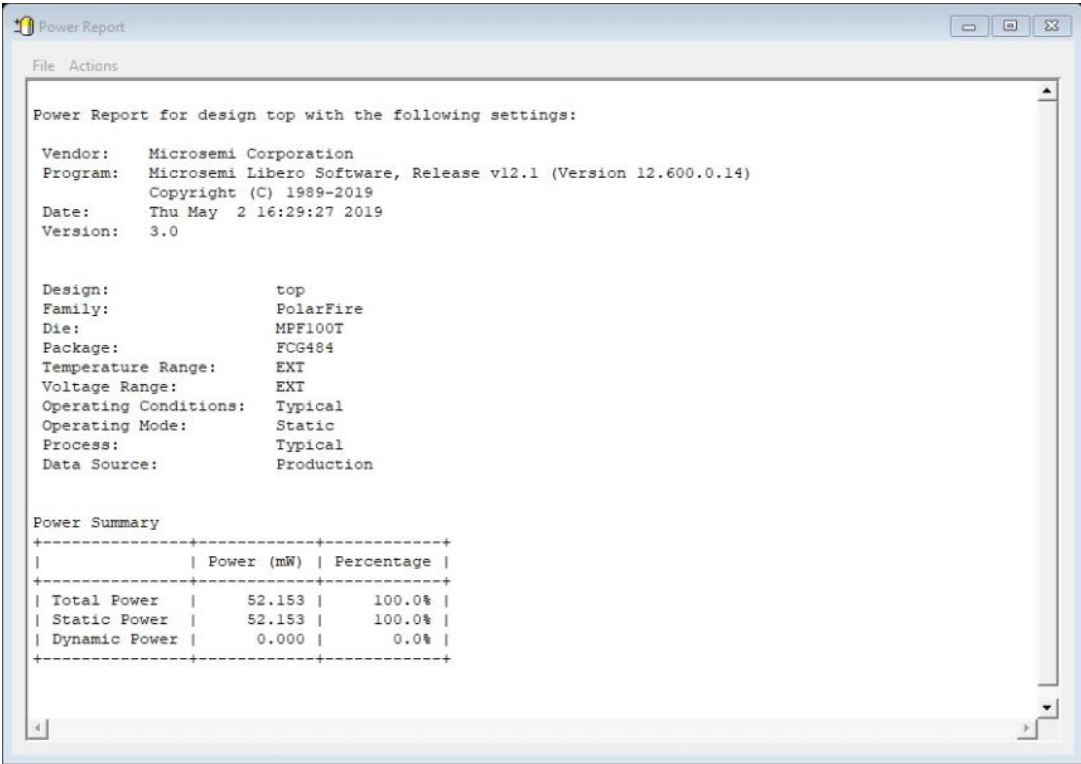 Power Report
File Actions
Power Report for design top with the following settings:
Vendor: Microsemi Corporation
Program: Microsemi Libero Software, Release v12.1 (Version 12.600.0.14)
Copyright (C) 1989-2019
Date: Thu May 2 16:29:27 2019
Version: 3.0
Design: top
Family: PolarFire
Die: MPF100T
Package: FCG484
Temperature Range: EXT
Voltage Range: EXT
Operating Conditions: Typical
Operating Mode: Static
Process: Typical
Data Source: Production
Power Summary
+---------------+------------+------------+
| | Power (mW) | Percentage |
+---------------+------------+------------+
| Total Power | 52.153 | 100.0% |
| Static Power | 52.153 | 100.0% |
| Dynamic Power | 0.000 | 0.0% |
+---------------+------------+------------+